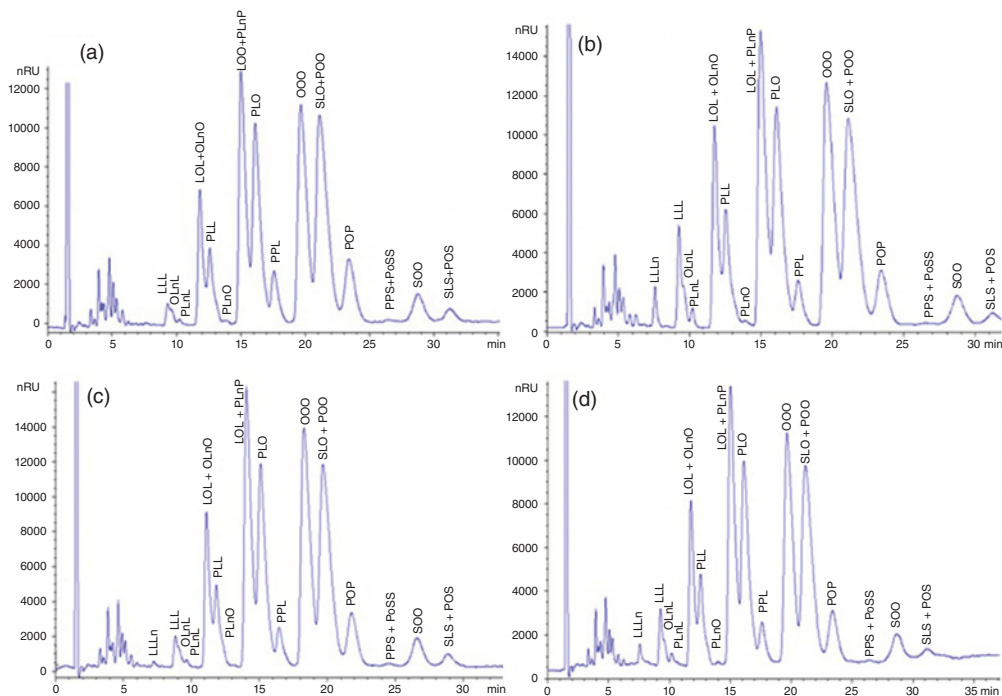 (a)
nRU
12000
10000
8000
6000
4000
2000
0
LLL
OLnL
PLnL
LOL+OLnO
PLL
PLnO
LOO+PLnP
PLO
PPL
OOO
SLO+POO
POP
PPS+PoSS
SOO
SLS+POS
0 5 10 15 20 25 30 min
(b)
nRU
14000
12000
10000
8000
6000
4000
2000
0
LLLn
LLL
OLnL
PLnL
LOL + OLnO
PLL
PLnO
LOL + PLnP
PLO
PPL
OOO
SLO + POO
POP
PPS + PoSS
SOO
SLS + POS
0 5 10 15 20 25 30 min
(c)
nRU
14000
12000
10000
8000
6000
4000
2000
0
LLLn
LLL
OLnL
PLnL
LOL + OLnO
PLL
PLnO
LOL + PLnP
PLO
PPL
OOO
SLO + POO
POP
PPS + PoSS
SOO
SLS + POS
0 5 10 15 20 25 30 min
(d)
nRU
12000
10000
8000
6000
4000
2000
0
LLLn
LLL
OLnL
PLnL
LOL + OLnO
PLL
PLnO
LOL + PLnP
PLO
PPL
OOO
SLO + POO
POP
PPS + PoSS
SOO
SLS + POS
0 5 10 15 20 25 30 35 min